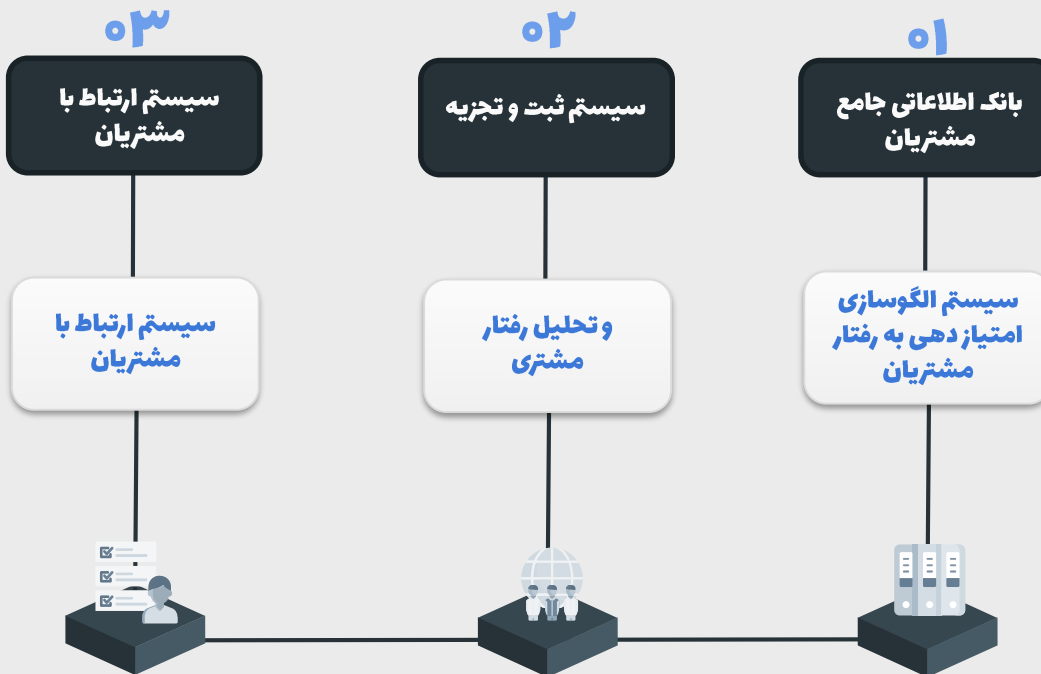 ۰۱
بانک اطلاعاتی جامع
مشتریان
سیستم الگوسازی
امتیاز دهی به رفتار
مشتریان
۰۲
سیستم ثبت و تجزیه
و تحلیل رفتار
مشتری
۰۳
سیستم ارتباط با
مشتریان
سیستم ارتباط با
مشتریان